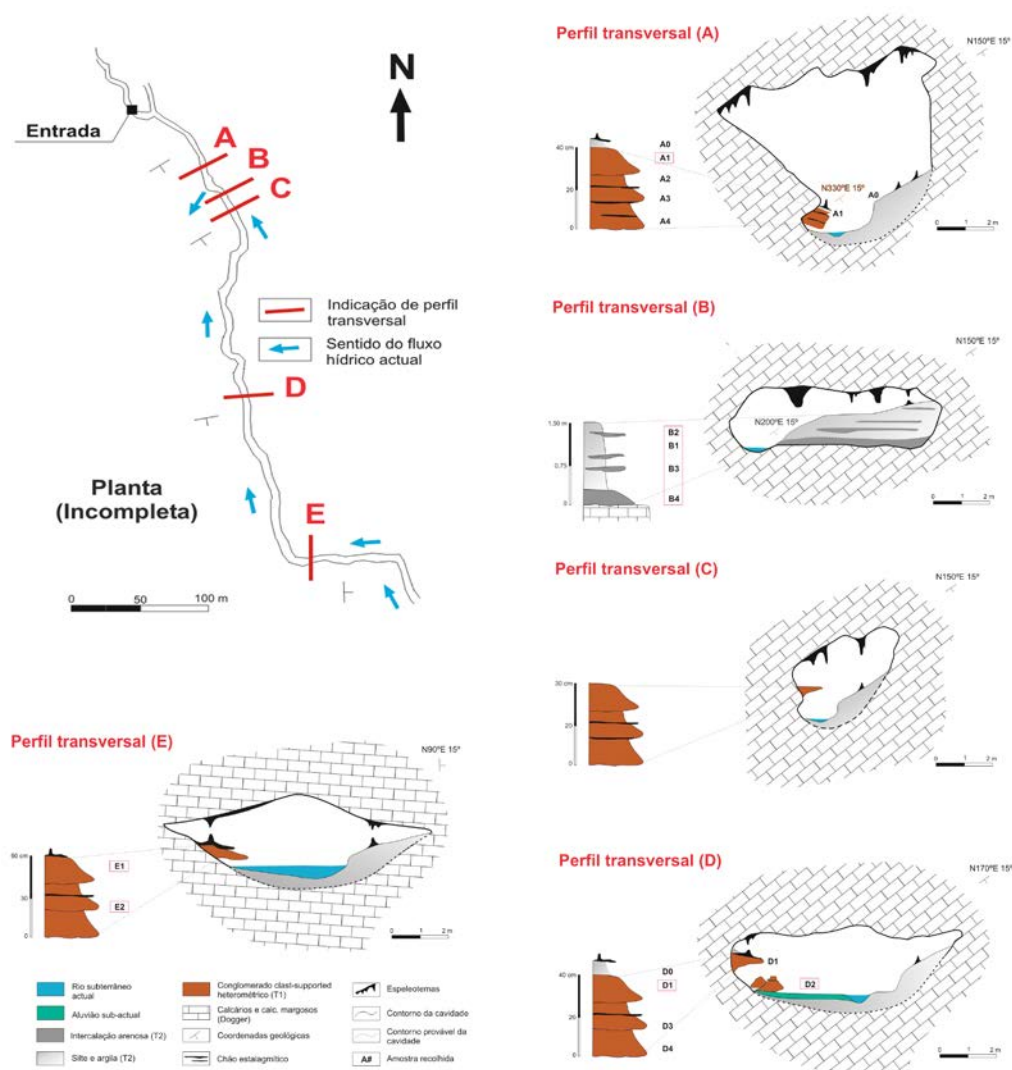 N
Entrada
A
B
C
Indicação de perfil
transversal
Sentido do fluxo
hídrico actual
D
Planta
(Incompleta)
E
0 50 100 m
Perfil transversal (A)
N150ºE 15º
40 cm
20
0
A0
A1
A2
A3
A4
N330ºE 15º
A0
A1
0 1 2 m
Perfil transversal (B)
N150ºE 15º
1,50 m
0.75
0
B2
B1
B3
B4
N200ºE 15º
0 1 2 m
Perfil transversal (C)
N150ºE 15º
30 cm
20
0
0 1 2 m
Perfil transversal (E)
N90ºE 15º
30
0
E1
E2
0 1 2 m
Perfil transversal (D)
N170ºE 15º
40 cm
20
0
D0
D1
D3
D4
D1
D2
0 1 2 m
Rio subterrâneo
actual
Aluvião sub-actual
Intercalação arenosa (T2)
Silte e argila (T2)
Conglomerado clast-supported
heterométrico (T1)
Calcários e calc. margosos
(Dogger)
Coordenadas geológicas
Chão estalagmítico
Espeleotemas
Contorno da cavidade
Contorno provável da
cavidade
A# Amostra recolhida